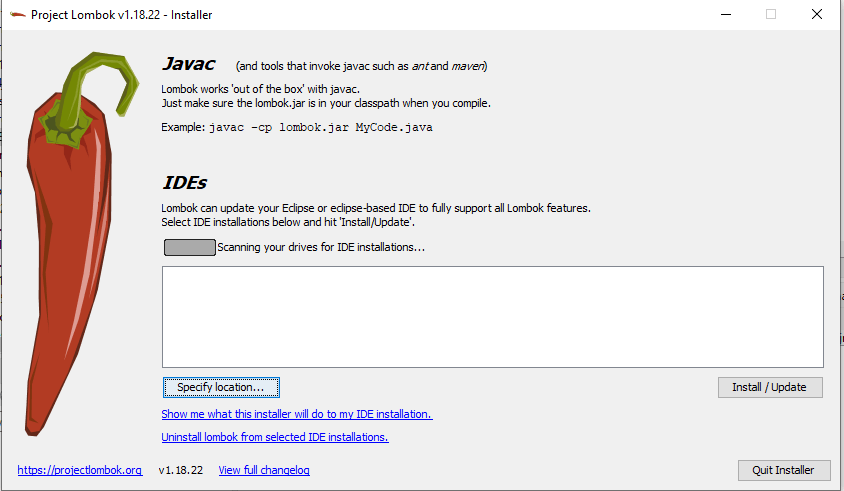 Project Lombok v1.18.22 - Installer
Javac (and tools that invoke javac such as ant and maven)
Lombok works 'out of the box' with javac.
Just make sure the lombok.jar is in your classpath when you compile.
Example: javac -cp lombok.jar MyCode.java
IDEs
Lombok can update your Eclipse or eclipse-based IDE to fully support all Lombok features.
Select IDE installations below and hit 'Install/Update'.
Scanning your drives for IDE installations...
Specify location... Install / Update
Show me what this installer will do to my IDE installation.
Uninstall lombok from selected IDE installations.
https://projectlombok.org v1.18.22 View full changelog Quit Installer